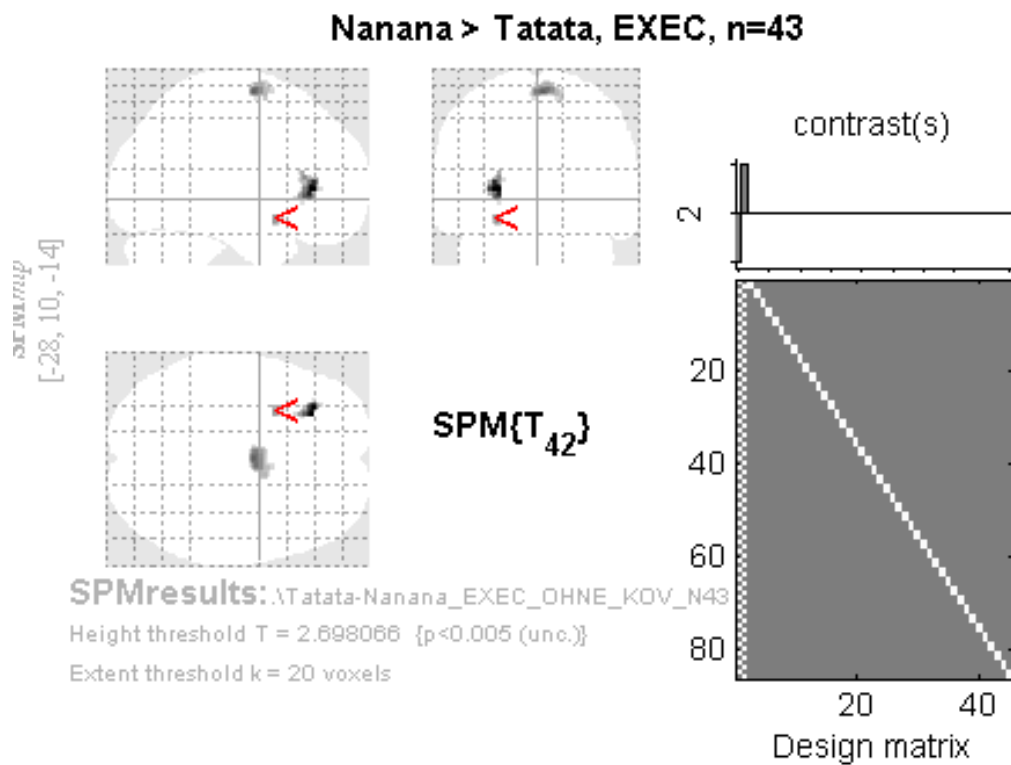 Nanana > Tatata, EXEC, n=43
contrast(s)
2
SPMmip
[-28, 10, -14]
<
<
<
SPM{T42}
20
40
60
80
20 40
Design matrix
SPMresults: .\Tatata-Nanana_EXEC_OHNE_KOV_N43
Height threshold T = 2.698066 {p<0.005 (unc.)}
Extent threshold k = 20 voxels